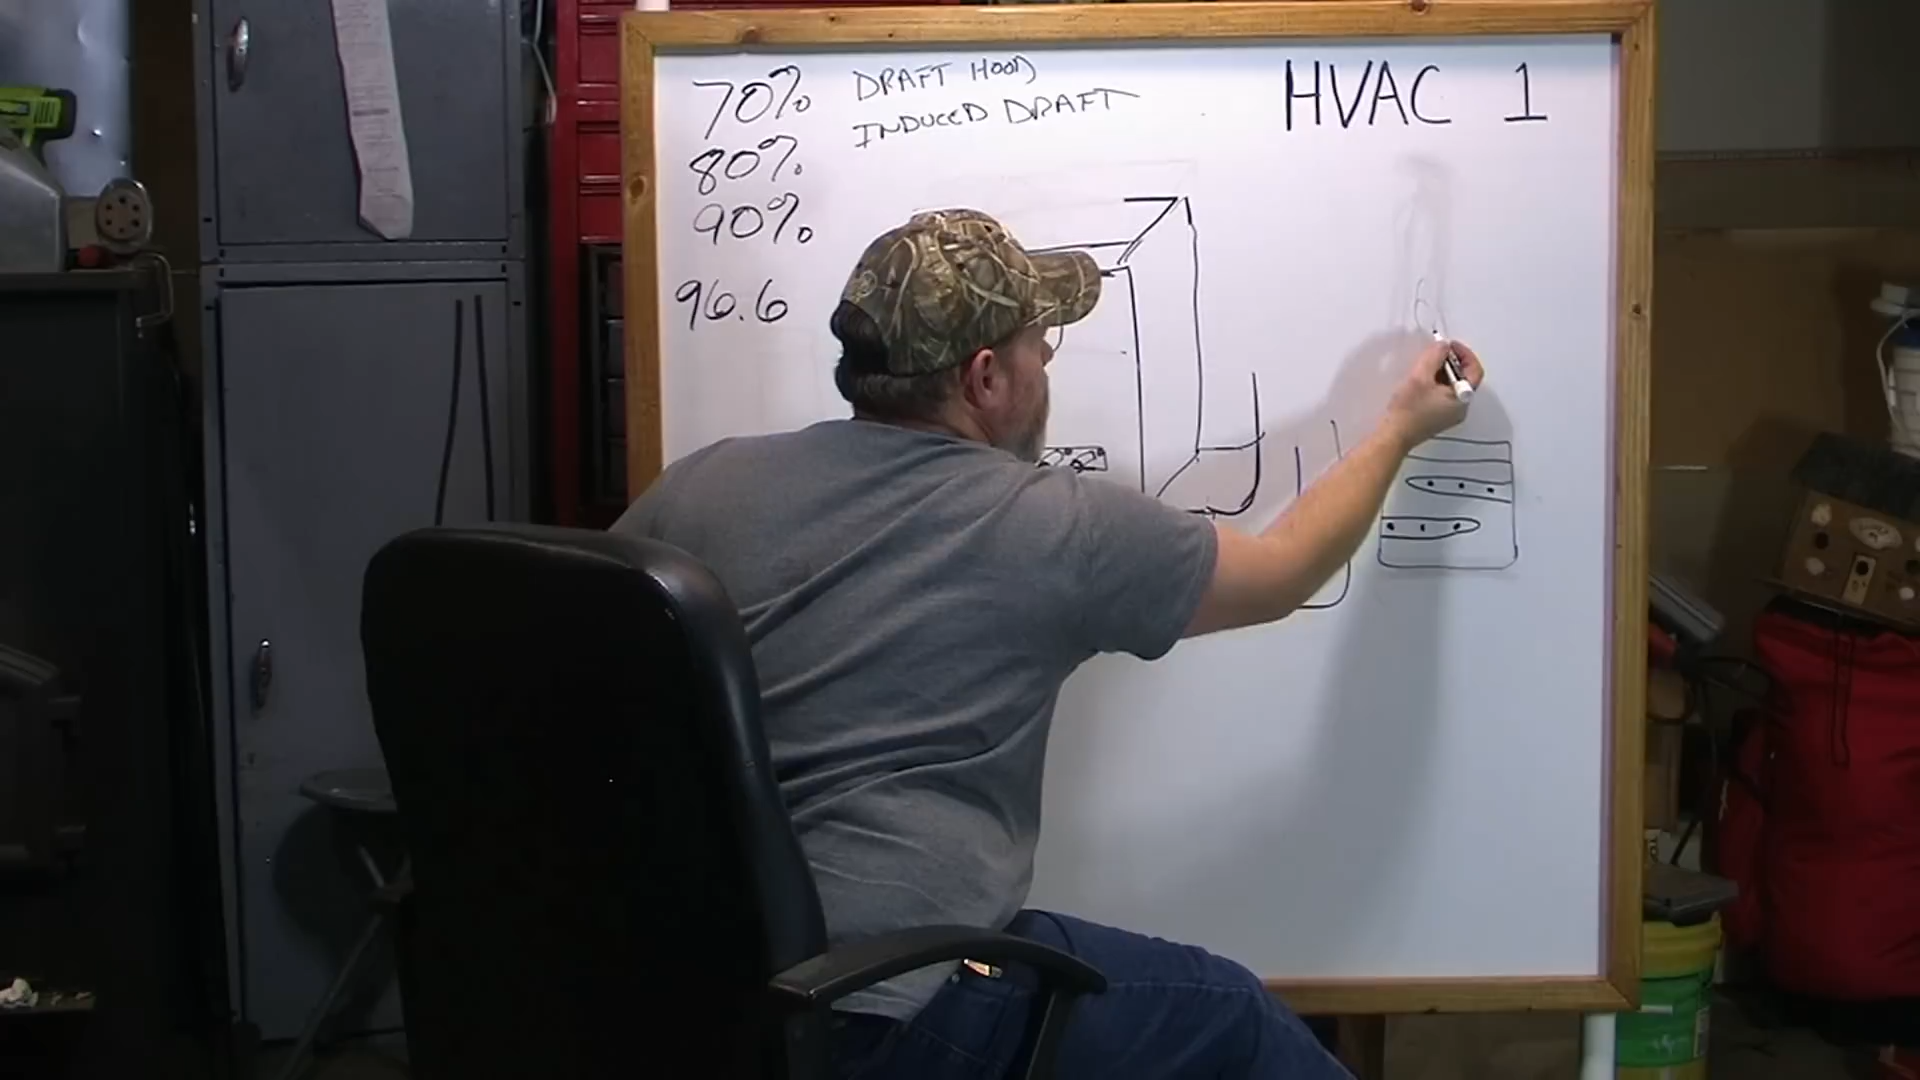 70% DRAFT HOOD
INDUCED DRAFT
80%
90%
96.6
HVAC 1